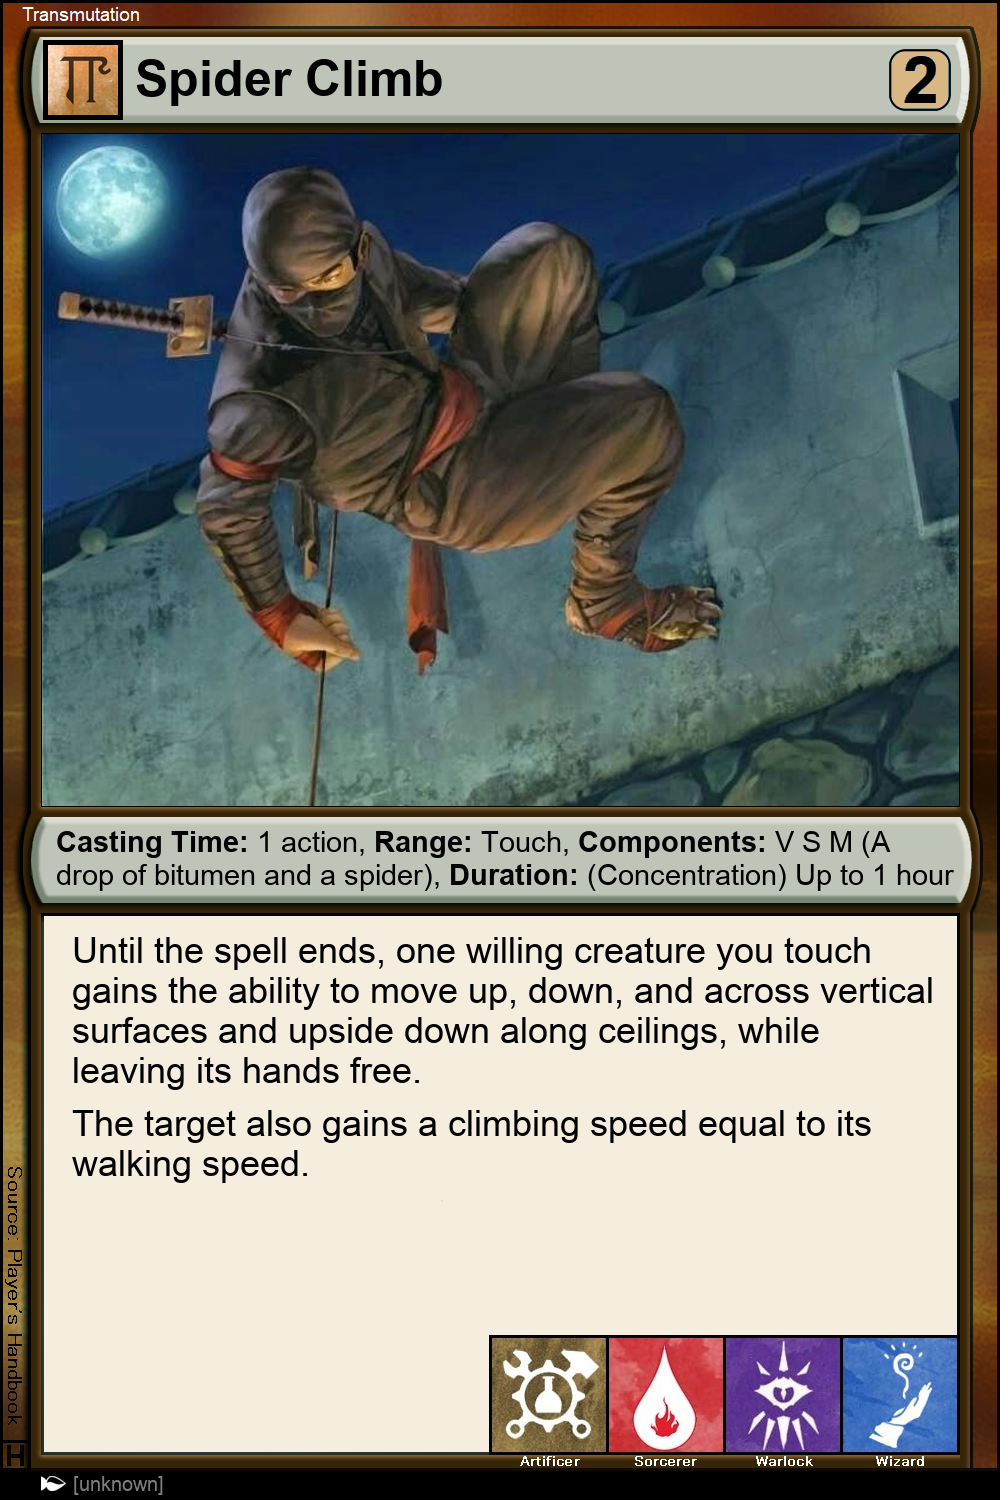 Transmutation
Spider Climb
2
Casting Time: 1 action, Range: Touch, Components: V S M (A
drop of bitumen and a spider), Duration: (Concentration) Up to 1 hour
Until the spell ends, one willing creature you touch
gains the ability to move up, down, and across vertical
surfaces and upside down along ceilings, while
leaving its hands free.
The target also gains a climbing speed equal to its
walking speed.
Source: Player's Handbook
H
Artificer
Sorcerer
Warlock
Wizard
[unknown]